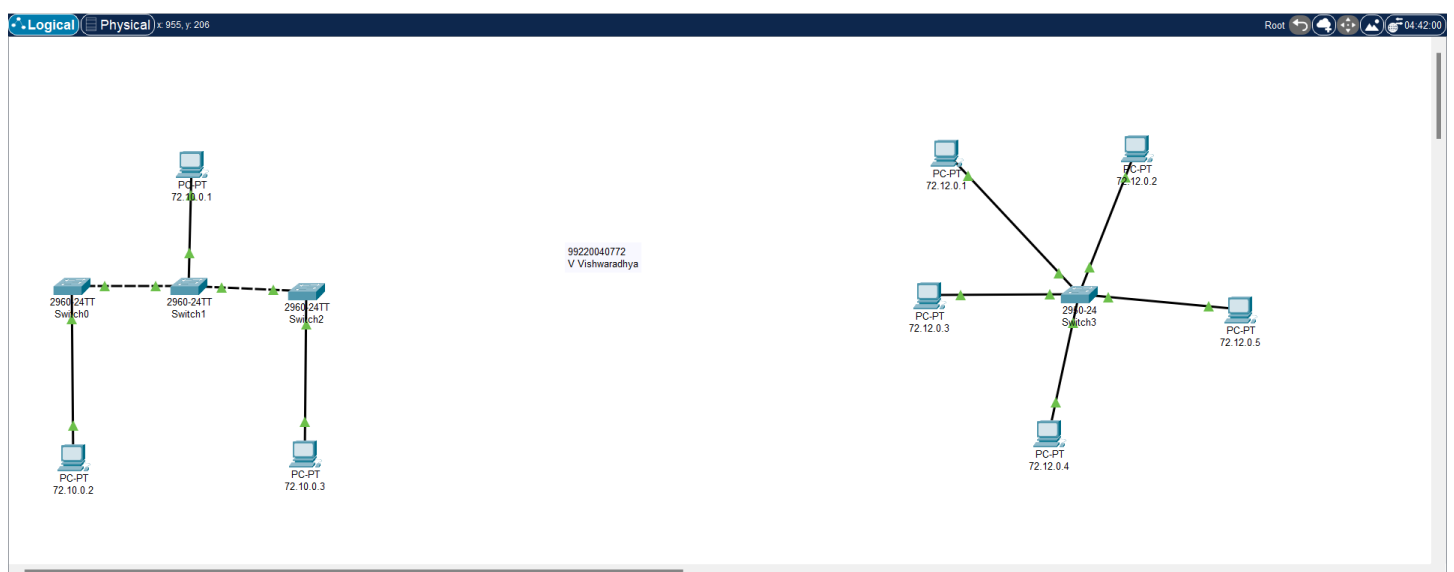 Logical Physical x: 955, y: 206 Root 04:42:00
PC-PT
72.10.0.1
2960-24TT
Switch0
2960-24TT
Switch1
2960-24TT
Switch2
PC-PT
72.10.0.2
PC-PT
72.10.0.3
99220040772
V Vishwaradhya
PC-PT
72.12.0.1
PC-PT
72.12.0.2
PC-PT
72.12.0.3
2960-24
Switch3
PC-PT
72.12.0.5
PC-PT
72.12.0.4